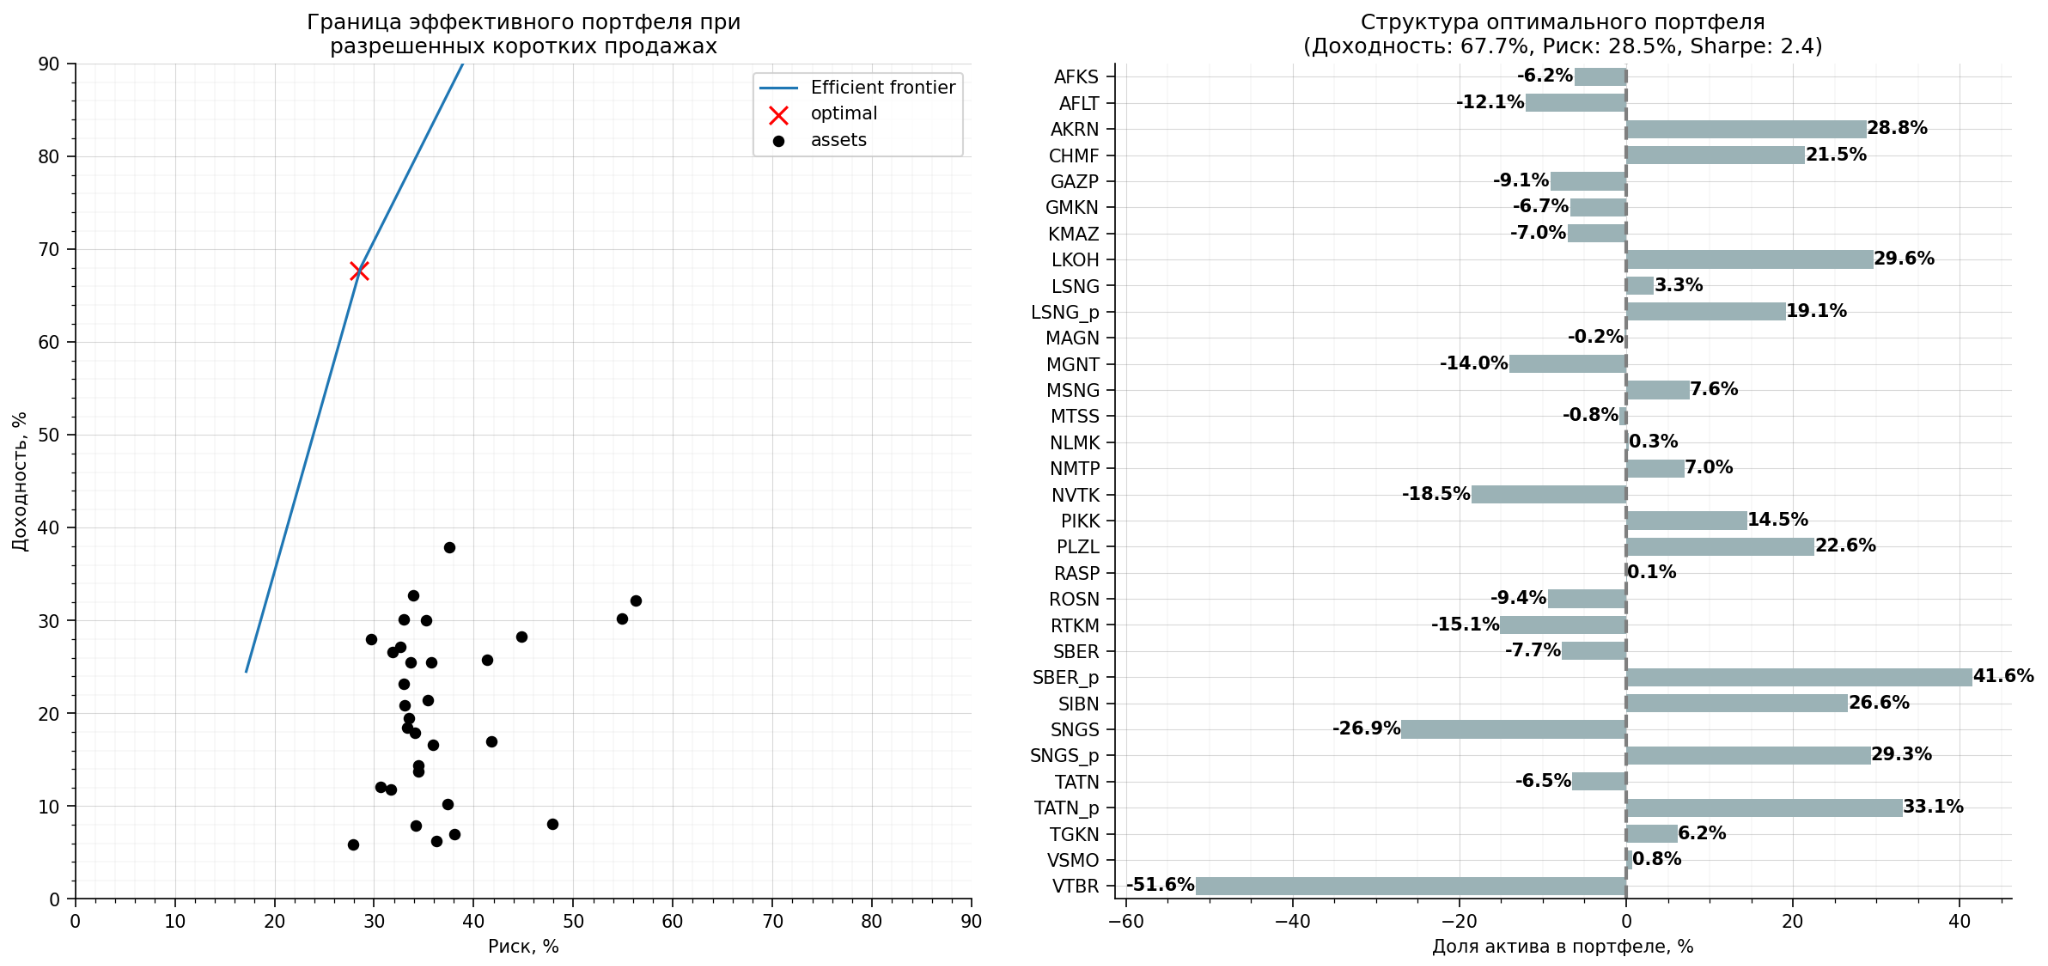 Граница эффективного портфеля при
разрешенных коротких продажах
Efficient frontier
optimal
assets
Доходность, %
90
80
70
60
50
40
30
20
10
0
0 10 20 30 40 50 60 70 80 90
Риск, %
Структура оптимального портфеля
(Доходность: 67.7%, Риск: 28.5%, Sharpe: 2.4)
AFKS -6.2%
AFLT -12.1%
AKRN 28.8%
CHMF 21.5%
GAZP -9.1%
GMKN -6.7%
KMAZ -7.0%
LKOH 29.6%
LSNG 3.3%
LSNG_p 19.1%
MAGN -0.2%
MGNT -14.0%
MSNG 7.6%
MTSS -0.8%
NLMK 0.3%
NMTP 7.0%
NVTK -18.5%
PIKK 14.5%
PLZL 22.6%
RASP 0.1%
ROSN -9.4%
RTKM -15.1%
SBER -7.7%
SBER_p 41.6%
SIBN 26.6%
SNGS -26.9%
SNGS_p 29.3%
TATN -6.5%
TATN_p 33.1%
TGKN 6.2%
VSMO 0.8%
VTBR -51.6%
−60 −40 −20 0 20 40
Доля актива в портфеле, %